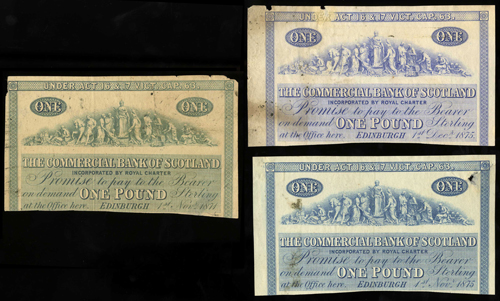 UNDER ACT 16 & 17 VICT. CAP. 63.
ONE ONE
THE COMMERCIAL BANK OF SCOTLAND
INCORPORATED BY ROYAL CHARTER
Promise to pay to the Bearer
on demand ONE POUND Sterling
at the Office here. EDINBURGH 1st Novr.
UNDER ACT 16 & 17 VICT. CAP. 63.
ONE ONE
THE COMMERCIAL BANK OF SCOTLAND
INCORPORATED BY ROYAL CHARTER
Promise to pay to the Bearer
on demand ONE POUND Sterling
at the Office here. EDINBURGH 1st Decr. 1875.
UNDER ACT 16 & 17 VICT. CAP. 63.
ONE ONE
THE COMMERCIAL BANK OF SCOTLAND
INCORPORATED BY ROYAL CHARTER
Promise to pay to the Bearer
on demand ONE POUND Sterling
at the Office here. EDINBURGH 1st Novr. 1875